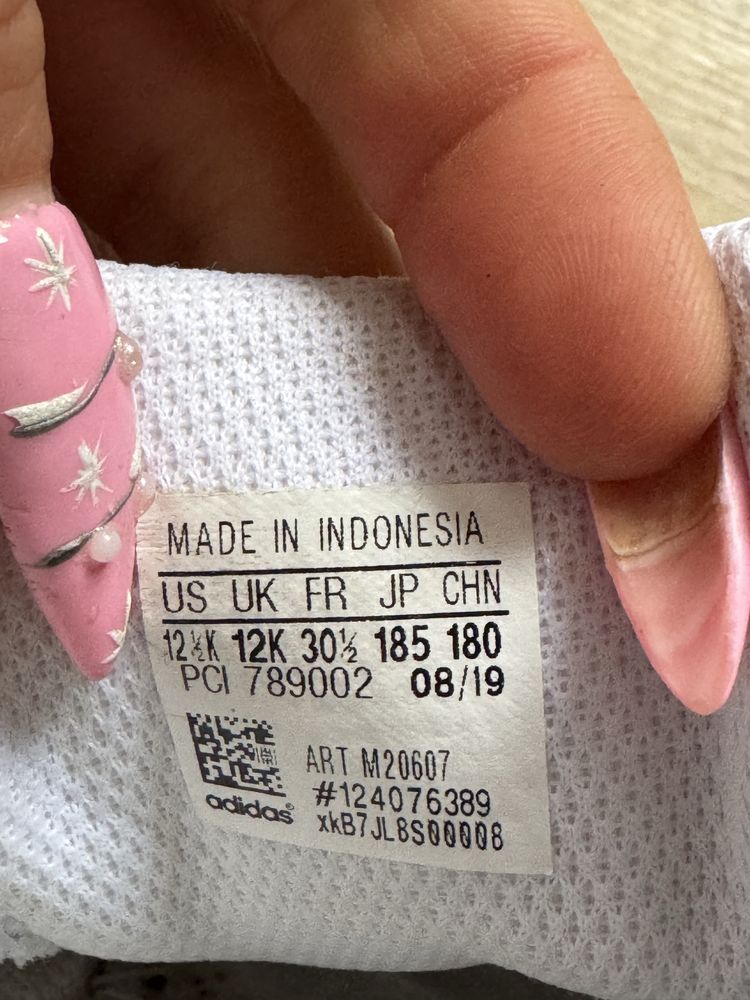 MADE IN INDONESIA
US UK FR JP CHN
12½K 12K 30½ 185 180
PCI 789002 08/19
ART M20607
#124076389
xkB7JL8S00008
adidas®